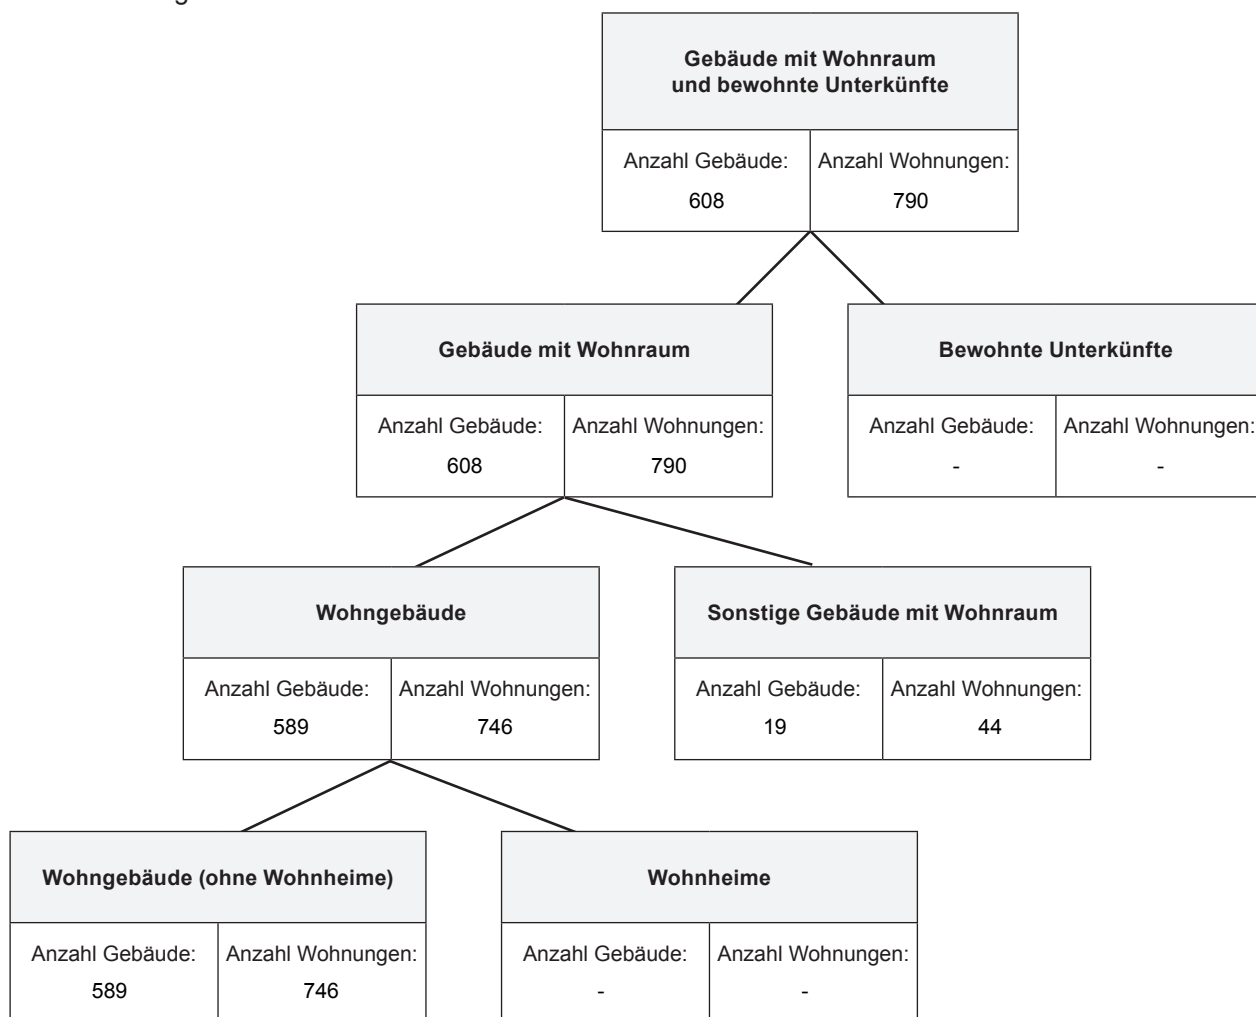 Gebäude mit Wohnraum
und bewohnte Unterkünfte
Anzahl Gebäude: Anzahl Wohnungen:
608 790
Gebäude mit Wohnraum
Anzahl Gebäude: Anzahl Wohnungen:
608 790
Bewohnte Unterkünfte
Anzahl Gebäude: Anzahl Wohnungen:
- -
Wohngebäude
Anzahl Gebäude: Anzahl Wohnungen:
589 746
Sonstige Gebäude mit Wohnraum
Anzahl Gebäude: Anzahl Wohnungen:
19 44
Wohngebäude (ohne Wohnheime)
Anzahl Gebäude: Anzahl Wohnungen:
589 746
Wohnheime
Anzahl Gebäude: Anzahl Wohnungen:
- -